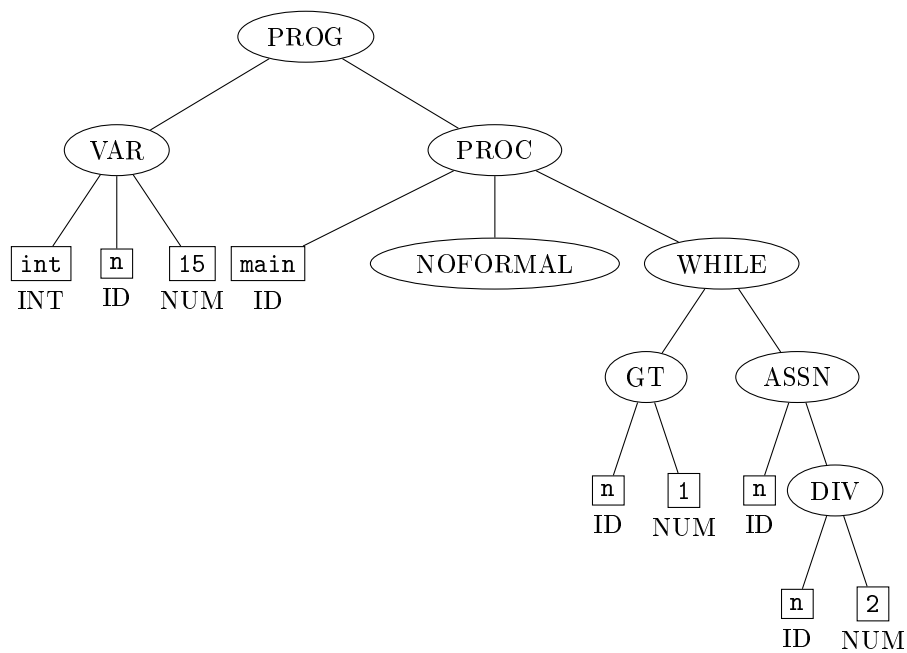 PROG
VAR PROC
int n 15 main NOFORMAL WHILE
INT ID NUM ID
GT ASSN
n 1 n DIV
ID NUM ID
n 2
ID NUM